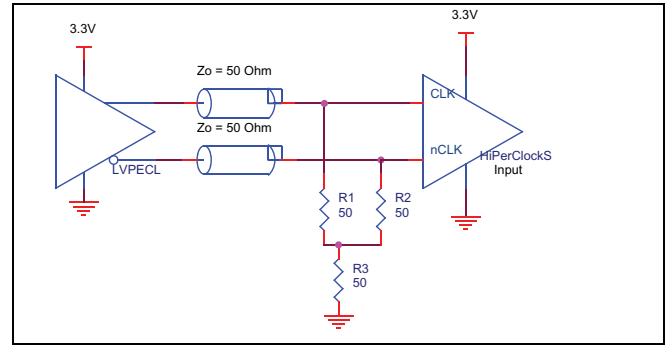 3.3V
3.3V
Zo = 50 Ohm
CLK
Zo = 50 Ohm
nCLK
HiPerClockS
LVPECL
Input
R1
50
R2
50
R3
50